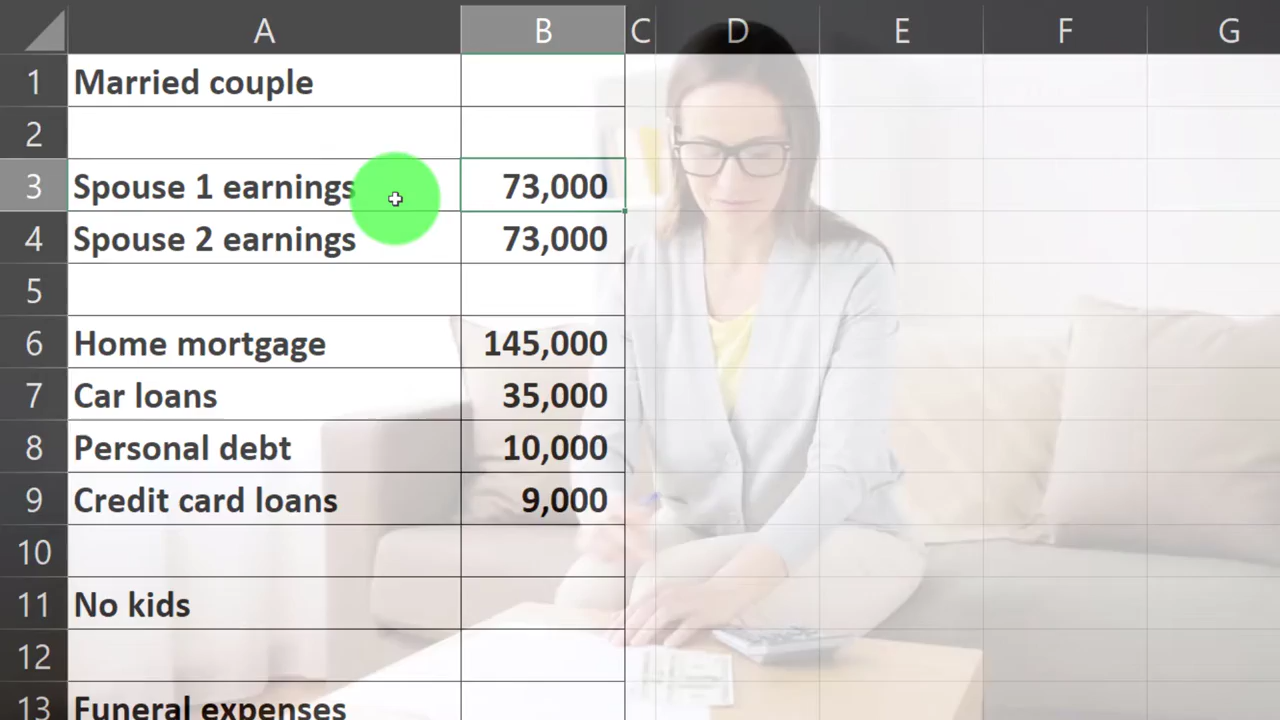 A B C D E F G
1 Married couple
2
3 Spouse 1 earnings 73,000
4 Spouse 2 earnings 73,000
5
6 Home mortgage 145,000
7 Car loans 35,000
8 Personal debt 10,000
9 Credit card loans 9,000
10
11 No kids
12
13 Funeral expenses